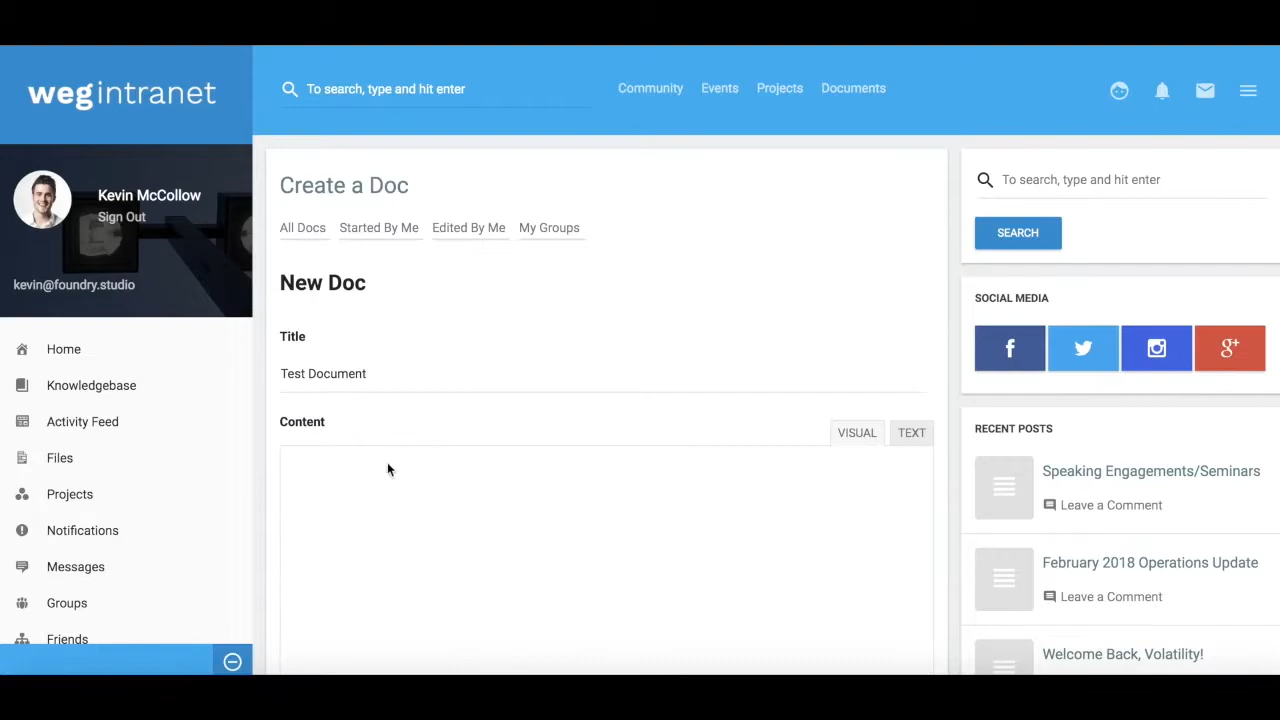 wegintranet
To search, type and hit enter
Community Events Projects Documents
Kevin McCollow
Sign Out
kevin@foundry.studio
Home
Knowledgebase
Activity Feed
Files
Projects
Notifications
Messages
Groups
Friends
Create a Doc
All Docs Started By Me Edited By Me My Groups
New Doc
Title
Test Document
Content
VISUAL TEXT
To search, type and hit enter
SEARCH
SOCIAL MEDIA
RECENT POSTS
Speaking Engagements/Seminars
Leave a Comment
February 2018 Operations Update
Leave a Comment
Welcome Back, Volatility!